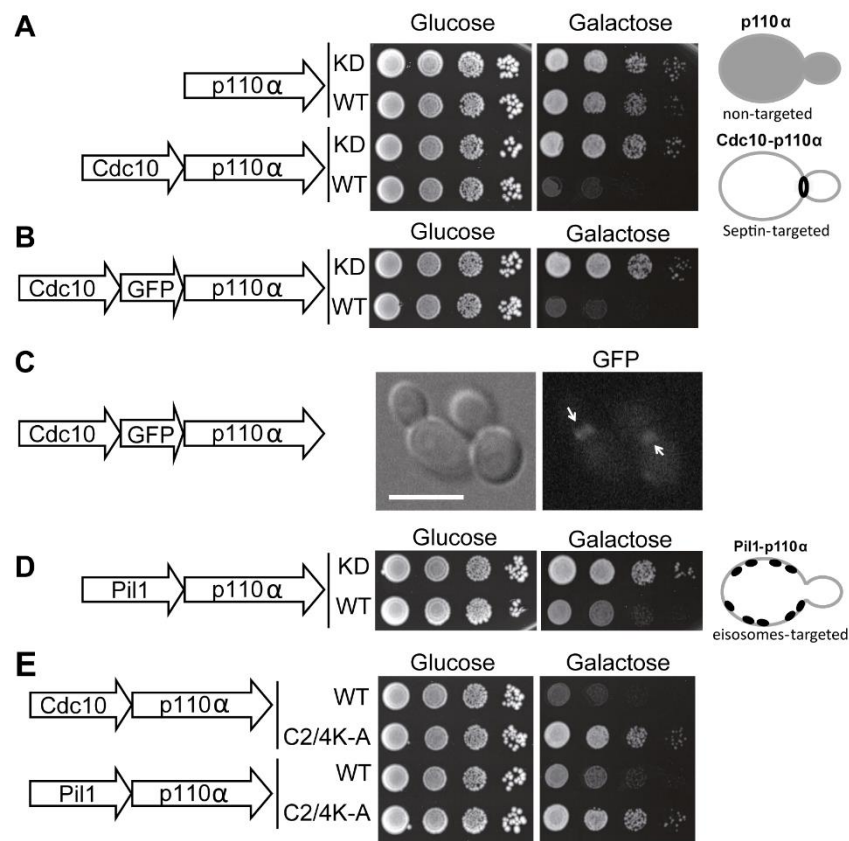 A
Glucose
Galactose
p110α
KD
WT
p110α
non-targeted
Cdc10
p110α
KD
WT
Cdc10-p110α
Septin-targeted
B
Glucose
Galactose
Cdc10
GFP
p110α
KD
WT
C
GFP
Cdc10
GFP
p110α
D
Glucose
Galactose
Pil1
p110α
KD
WT
Pil1-p110α
eisosomes-targeted
E
Glucose
Galactose
Cdc10
p110α
WT
C2/4K-A
Pil1
p110α
WT
C2/4K-A